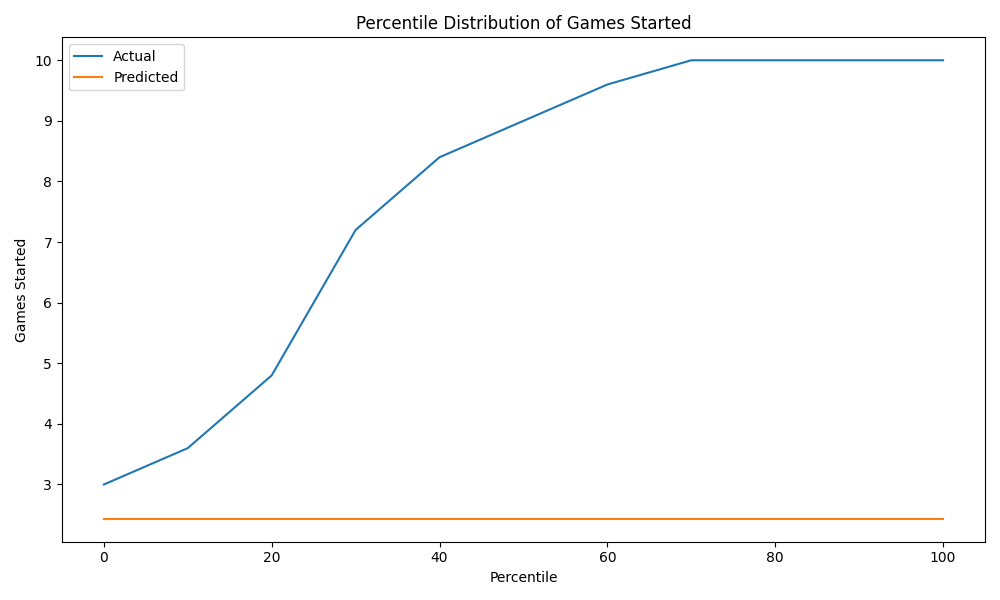 Percentile Distribution of Games Started
Actual
Predicted
10
9
8
7
6
5
4
3
Games Started
0 20 40 60 80 100
Percentile